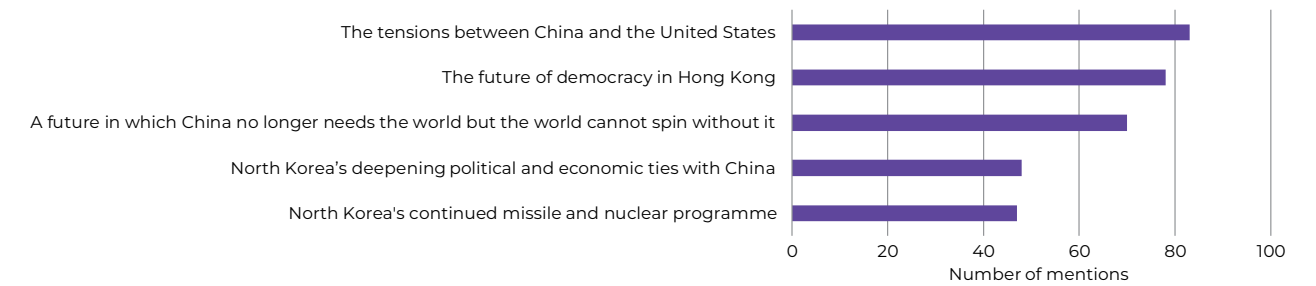 The tensions between China and the United States
The future of democracy in Hong Kong
A future in which China no longer needs the world but the world cannot spin without it
North Korea’s deepening political and economic ties with China
North Korea's continued missile and nuclear programme
0 20 40 60 80 100
Number of mentions